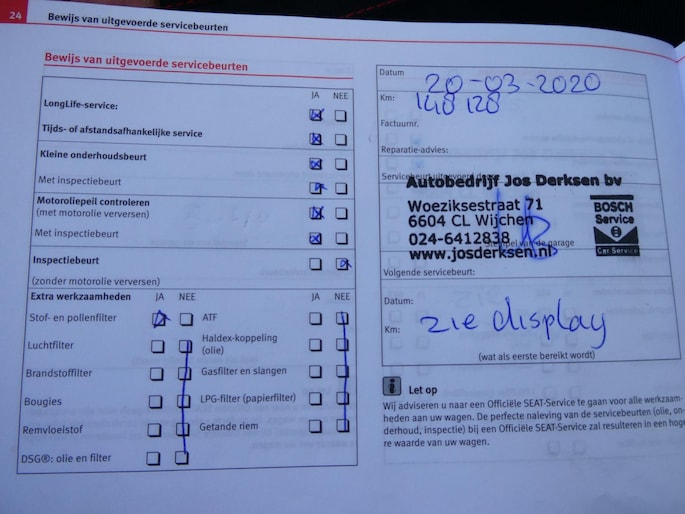 24
Bewijs van uitgevoerde servicebeurten
Bewijs van uitgevoerde servicebeurten
JA NEE
LongLife-service:
Tijds- of afstandsafhankelijke service
Kleine onderhoudsbeurt
Met inspectiebeurt
Motoroliepeil controleren
(met motorolie verversen)
Met inspectiebeurt
Inspectiebeurt
(zonder motorolie verversen)
Extra werkzaamheden JA NEE JA NEE
Stof- en pollenfilter ATF
Luchtfilter Haldex-koppeling
(olie)
Brandstoffilter Gasfilter en slangen
Bougies LPG-filter (papierfilter)
Remvloeistof Getande riem
DSG®: olie en filter
Datum 20-03-2020
Km: 148 128
Factuurnr.
Reparatie-advies:
Servicebeurt uitgevoerd door:
Autobedrijf Jos Derksen bv
Woeziksestraat 71
6604 CL Wijchen
024-6412838
www.josderksen.nl
BOSCH
Service
Car Service
Stempel van de garage
Volgende servicebeurt:
Datum:
Km: zie display
(wat als eerste bereikt wordt)
Let op
Wij adviseren u naar een Officiële SEAT-Service te gaan voor alle werkzaam-
heden aan uw wagen. De perfecte naleving van de servicebeurten (olie, on-
derhoud, inspectie) bij een Officiële SEAT-Service zal resulteren in een hoge-
re waarde van uw wagen.